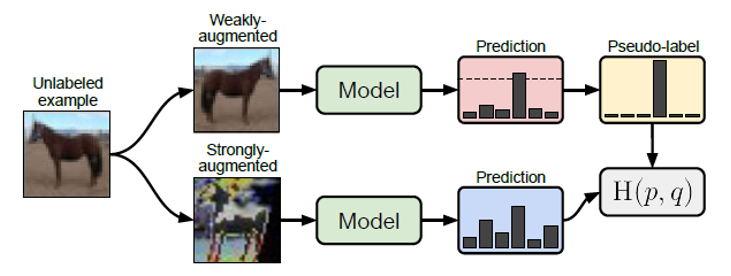 Unlabeled
example
Weakly-
augmented
Model
Prediction
Pseudo-label
Strongly-
augmented
Model
Prediction
H(p, q)